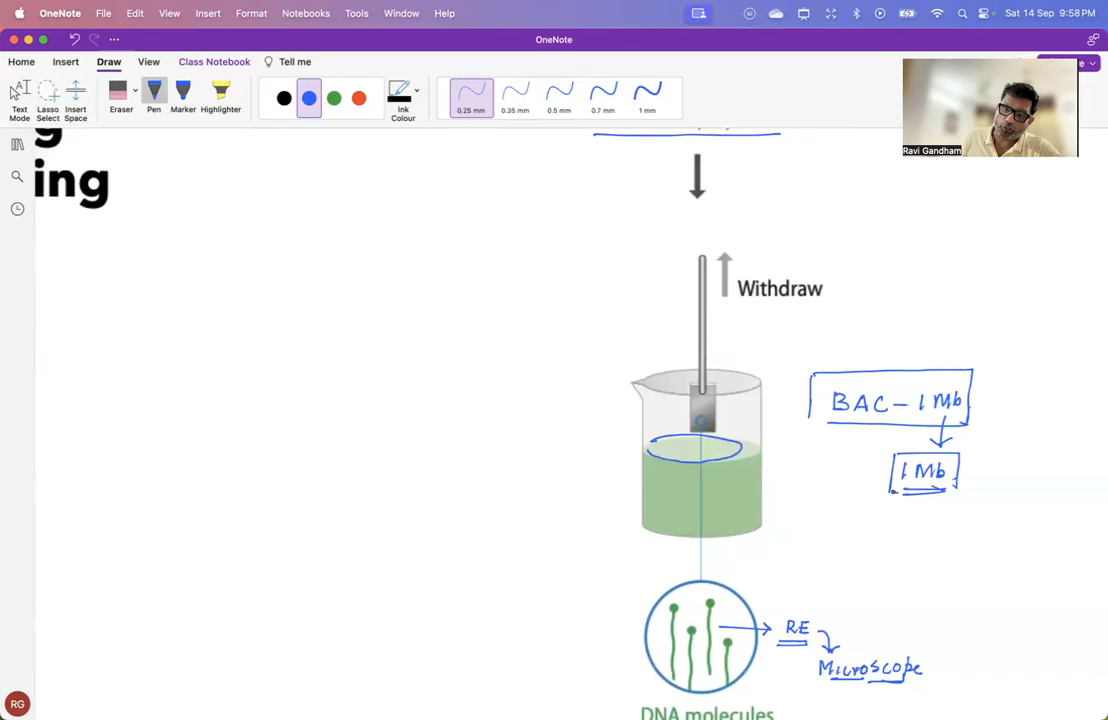 OneNote File Edit View Insert Format Notebooks Tools Window Help Sat 14 Sep 9:58 PM
OneNote
Home Insert Draw View Class Notebook Tell me
Text Mode Lasso Select Insert Space Eraser Pen Marker Highlighter Ink Colour 0.25 mm 0.35 mm 0.5 mm 0.7 mm 1 mm
Ravi Gandham
ing
Withdraw
BAC - 1 Mb
1 Mb
RE
Microscope
DNA molecules
RG